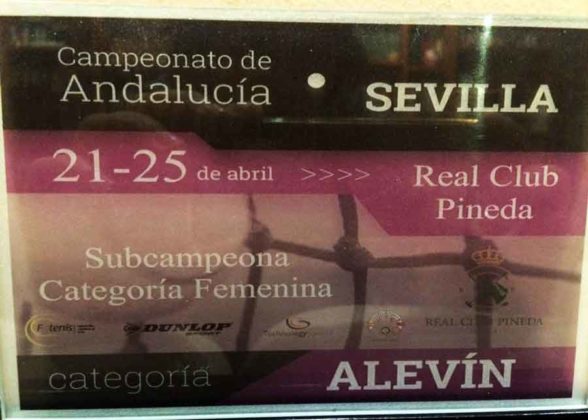 Campeonato de
Andalucía
SEVILLA
21-25 de abril >>>>
Real Club
Pineda
Subcampeona
Categoría Femenina
DUNLOP
REAL CLUB PINEDA
categoría
ALEVÍN